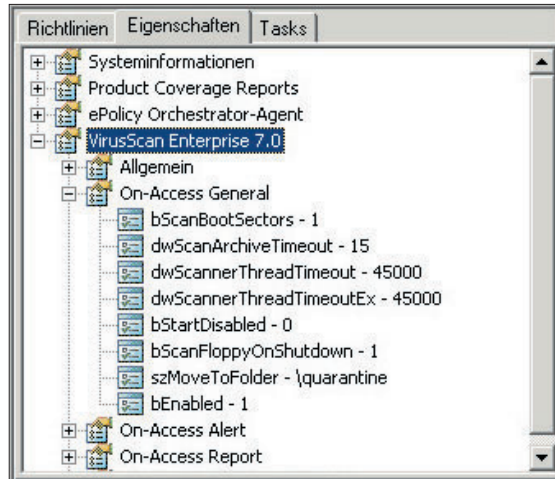 Richtlinien Eigenschaften Tasks
Systeminformationen
Product Coverage Reports
ePolicy Orchestrator-Agent
VirusScan Enterprise 7.0
Allgemein
On-Access General
bScanBootSectors - 1
dwScanArchiveTimeout - 15
dwScannerThreadTimeout - 45000
dwScannerThreadTimeoutEx - 45000
bStartDisabled - 0
bScanFloppyOnShutdown - 1
szMoveToFolder - \quarantine
bEnabled - 1
On-Access Alert
On-Access Report